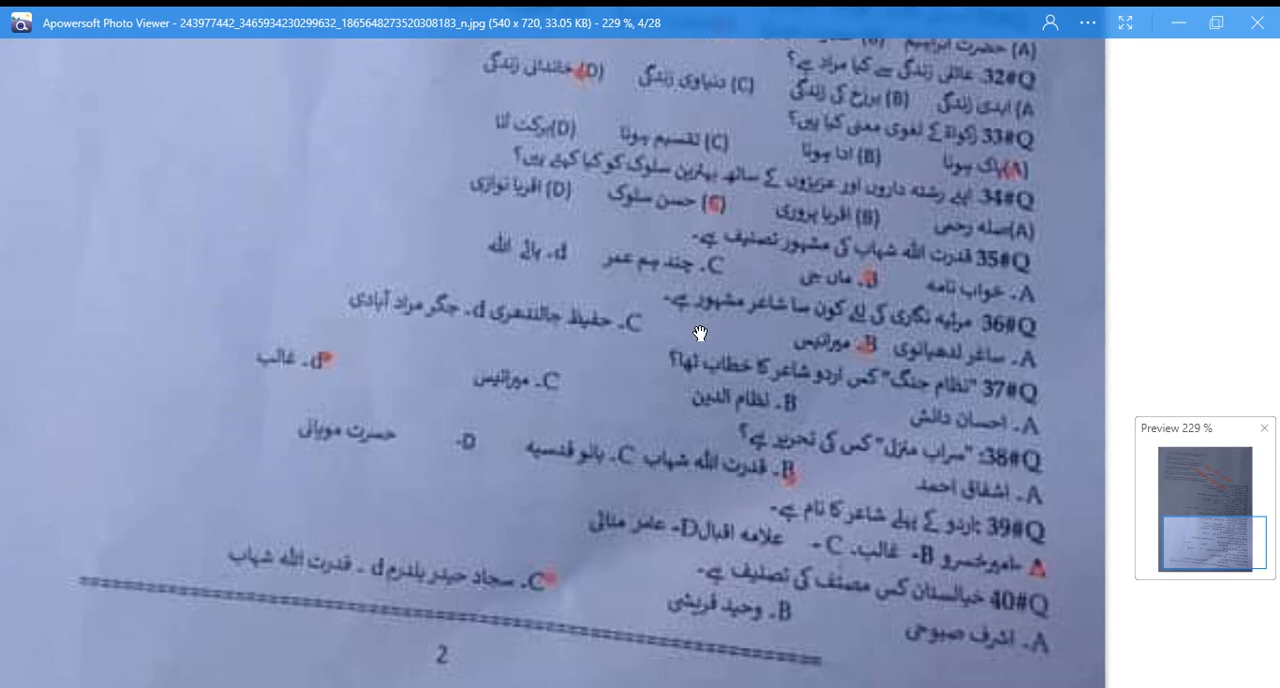 Apowersoft Photo Viewer - 243977442_3465934230299632_1865648273520308183_n.jpg (540 x 720, 33.05 KB) - 229 %, 4/28
(A) حضرت ابراہیم (B)
Q#32. عائلی زندگی سے کیا مراد ہے؟
A) ابدی زندگی (B) برزخ کی زندگی (C) دنیاوی زندگی (D) خاندانی زندگی
Q#33 زکواۃ کے لغوی معنی کیا ہیں؟
(A) پاک ہونا (B) ادا ہونا (C) تقسیم ہونا (D) برکت آنا
Q#34 اپنے رشتہ داروں اور عزیزوں کے ساتھ بہترین سلوک کو کیا کہتے ہیں؟
(A) صلہ رحمی (B) اقربا پروری (C) حسن سلوک (D) اقربا نوازی
Q#35 قدرت اللہ شہاب کی مشہور تصنیف ہے۔
A. خواب نامہ B. ماں جی C. چند ہم عصر d. یا اللہ
Q#36 مرثیہ نگاری کی لئے کون سا شاعر مشہور ہے۔
A. ساغر لدھیانوی B. میرانیس C. حفیظ جالندھری d. جگر مراد آبادی
Q#37 "نظام جنگ" کس اردو شاعر کا خطاب تھا؟
A. احسان دانش B. نظام الدین C. میرانیس d. غالب
Q#38: "سراب منزل" کس کی تحریر ہے؟
A. اشفاق احمد B. قدرت اللہ شہاب C. بانو قدسیہ D- حسرت موہانی
Q#39 :اردو کے پہلے شاعر کا نام ہے۔
A -امیرخسرو B- غالب. C - علامہ اقبال D-
Q#40 خیالستان کس مصنف کی تصنیف ہے۔
A. اشرف صبوحی B. وحید قریشی C. سجاد حیدر یلدرم d . قدرت اللہ شہاب
2
Preview 229 %